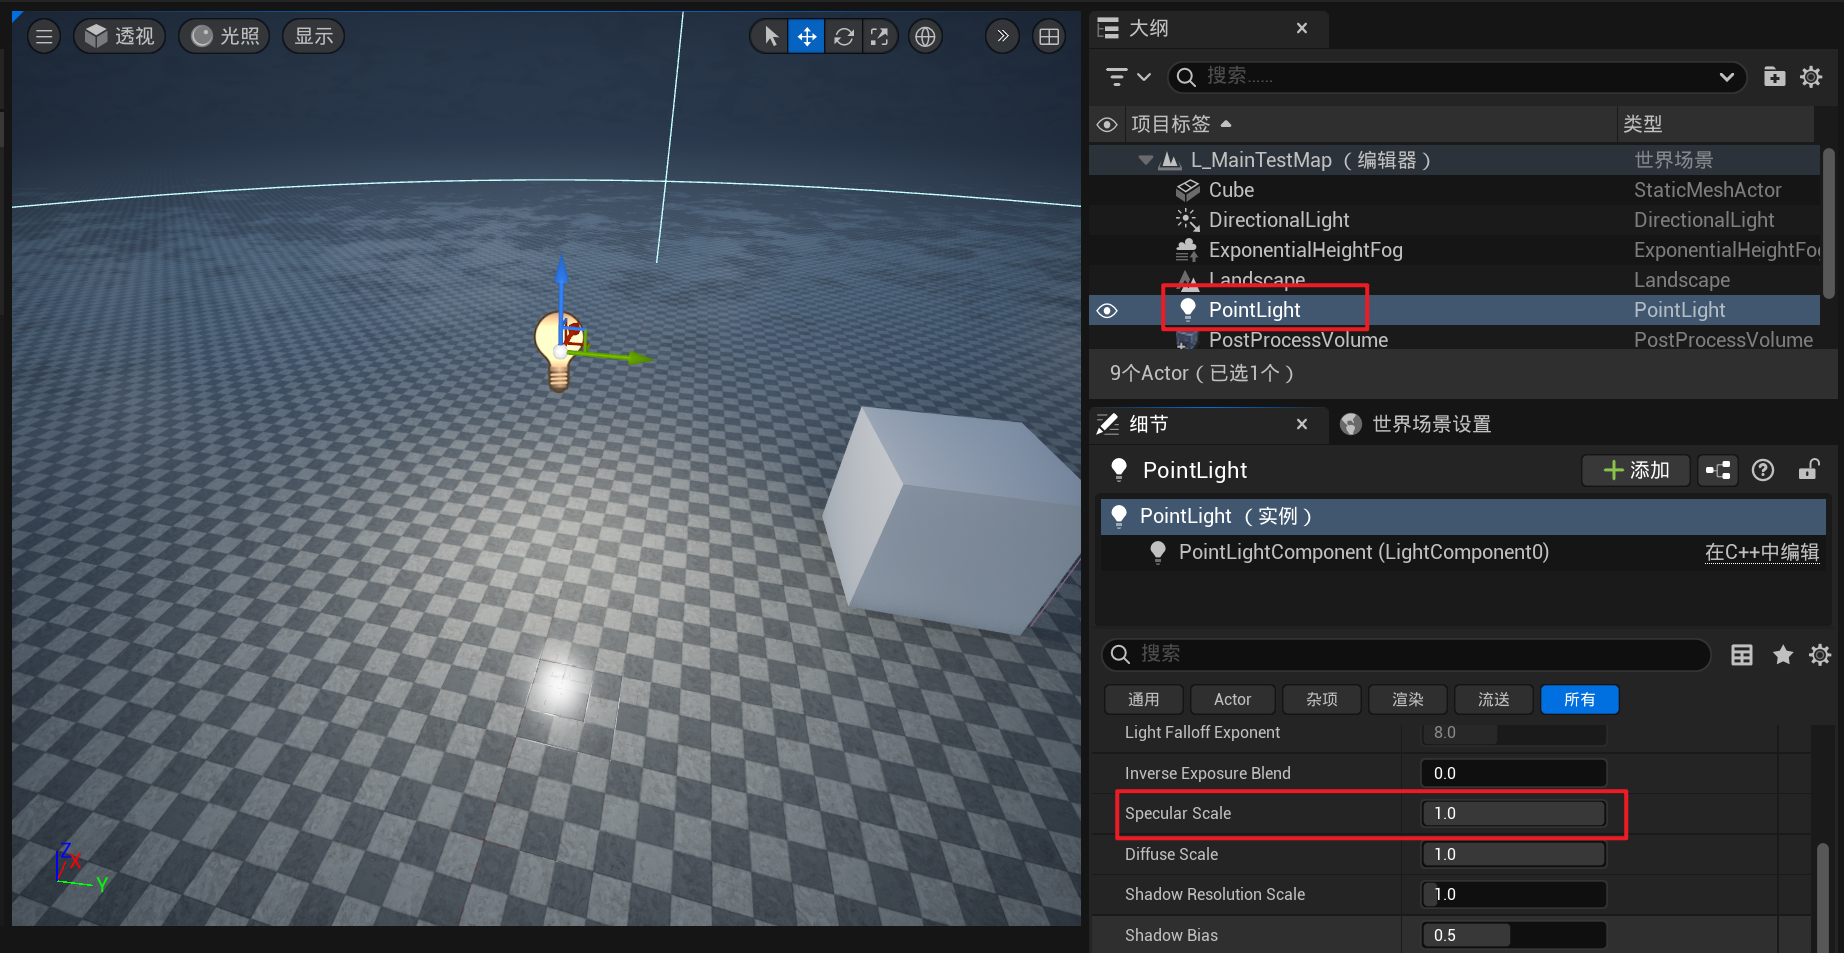 透视
光照
显示
Z
X
Y
大纲
搜索......
项目标签
类型
L_MainTestMap （编辑器）
世界场景
Cube
StaticMeshActor
DirectionalLight
DirectionalLight
ExponentialHeightFog
ExponentialHeightFog
Landscape
Landscape
PointLight
PointLight
PostProcessVolume
PostProcessVolume
9个Actor（已选1个）
细节
世界场景设置
PointLight
添加
PointLight （实例）
PointLightComponent (LightComponent0)
在C++中编辑
搜索
通用
Actor
杂项
渲染
流送
所有
Light Falloff Exponent
8.0
Inverse Exposure Blend
0.0
Specular Scale
1.0
Diffuse Scale
1.0
Shadow Resolution Scale
1.0
Shadow Bias
0.5